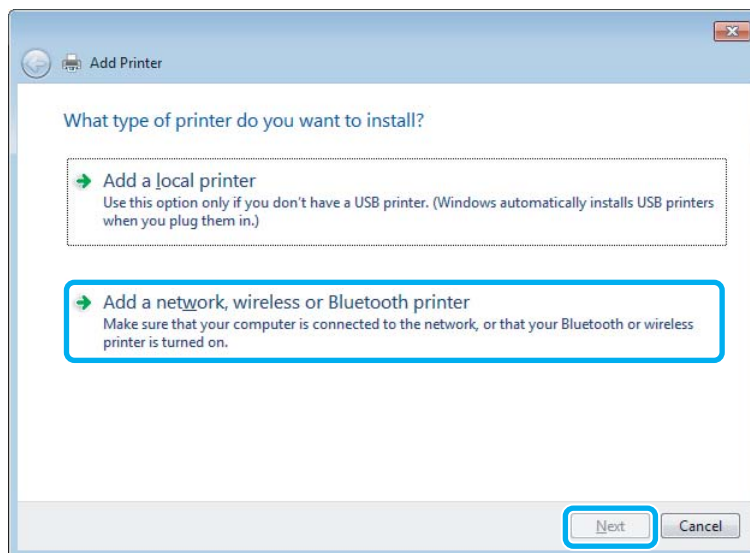 Add Printer
What type of printer do you want to install?
Add a local printer
Use this option only if you don't have a USB printer. (Windows automatically installs USB printers
when you plug them in.)
Add a network, wireless or Bluetooth printer
Make sure that your computer is connected to the network, or that your Bluetooth or wireless
printer is turned on.
Next Cancel